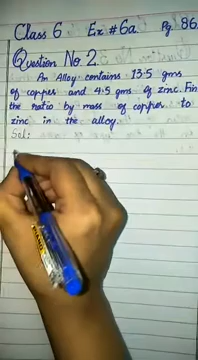 Class 6 Ex # 6a. Pg 86
Question No. 2
An Alloy contains 13.5 gms
of copper and 4.5 gms of zinc. Fin
the ratio by mass of copper to
zinc in the alloy.
Sol: